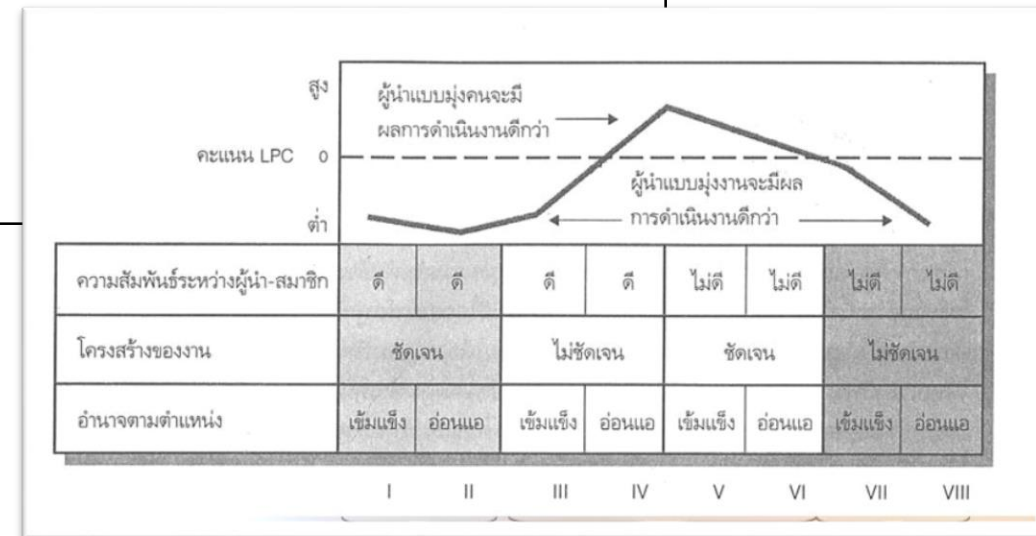 สูง
ผู้นำแบบมุ่งคนจะมี
ผลการดำเนินงานดีกว่า
คะแนน LPC 0
ผู้นำแบบมุ่งงานจะมีผล
การดำเนินงานดีกว่า
ต่ำ
ความสัมพันธ์ระหว่างผู้นำ-สมาชิก ดี ดี ดี ดี ไม่ดี ไม่ดี ไม่ดี ไม่ดี
โครงสร้างของงาน ชัดเจน ไม่ชัดเจน ชัดเจน ไม่ชัดเจน
อำนาจตามตำแหน่ง เข้มแข็ง อ่อนแอ เข้มแข็ง อ่อนแอ เข้มแข็ง อ่อนแอ เข้มแข็ง อ่อนแอ
I II III IV V VI VII VIII